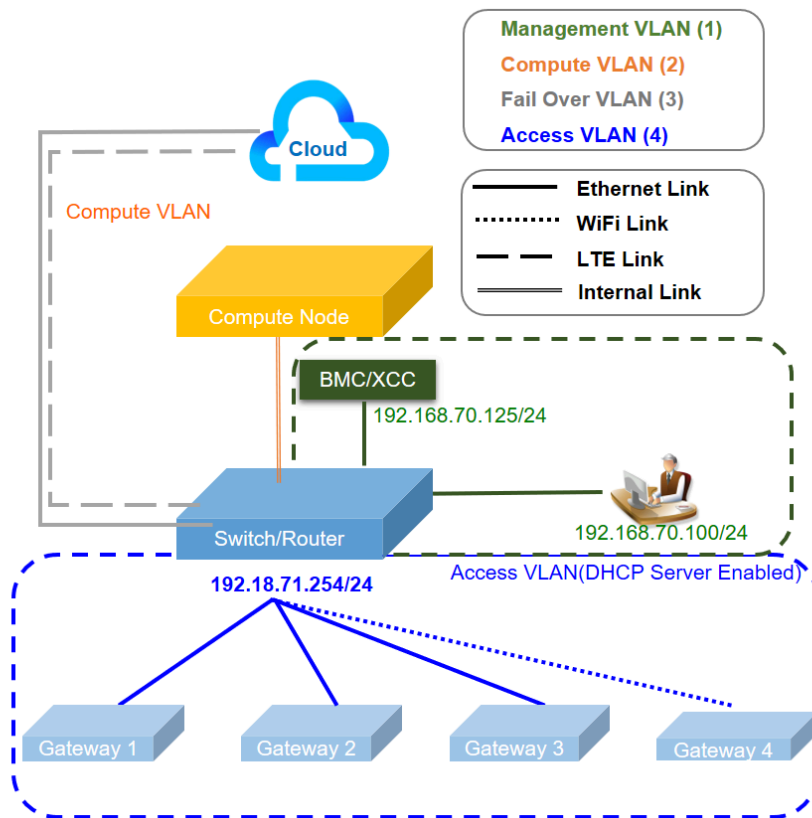 Management VLAN (1)
Compute VLAN (2)
Fail Over VLAN (3)
Access VLAN (4)
Cloud
Ethernet Link
WiFi Link
LTE Link
Internal Link
Compute VLAN
Compute Node
BMC/XCC
192.168.70.125/24
Switch/Router
192.168.70.100/24
Access VLAN(DHCP Server Enabled)
192.18.71.254/24
Gateway 1
Gateway 2
Gateway 3
Gateway 4